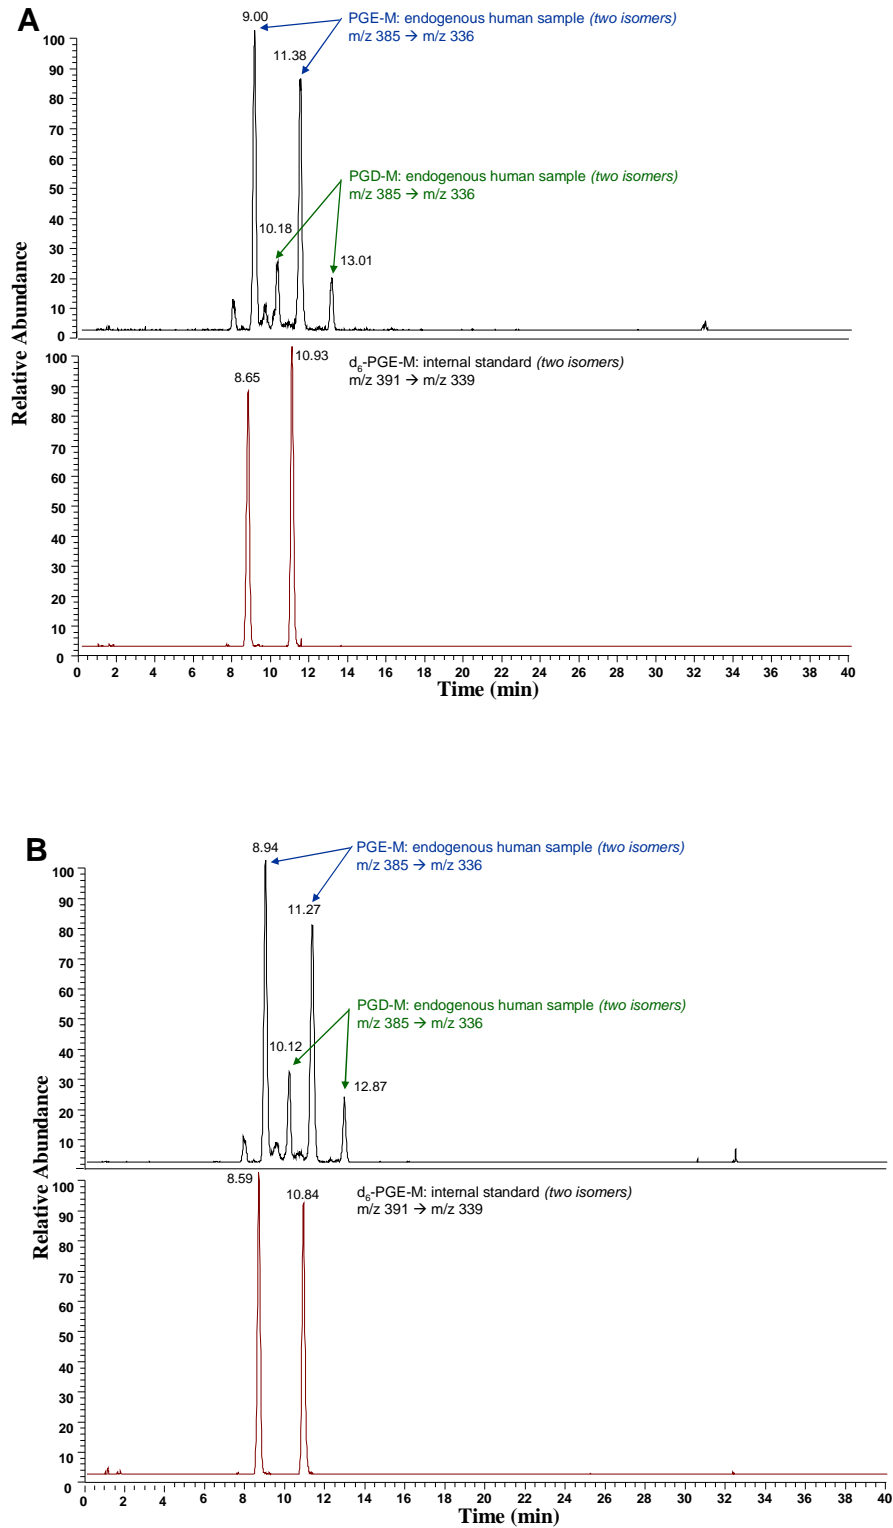 A
9.00
PGE-M: endogenous human sample (two isomers)
m/z 385 → m/z 336
11.38
PGD-M: endogenous human sample (two isomers)
m/z 385 → m/z 336
10.18
13.01
100
90
80
70
60
50
40
30
20
10
0
Relative Abundance
10.93
d6-PGE-M: internal standard (two isomers)
m/z 391 → m/z 339
8.65
100
90
80
70
60
50
40
30
20
10
0
0 2 4 6 8 10 12 14 16 18 20 22 24 26 28 30 32 34 36 38 40
Time (min)
B
8.94
PGE-M: endogenous human sample (two isomers)
m/z 385 → m/z 336
11.27
PGD-M: endogenous human sample (two isomers)
m/z 385 → m/z 336
10.12
12.87
100
90
80
70
60
50
40
30
20
10
Relative Abundance
8.59
10.84
d6-PGE-M: internal standard (two isomers)
m/z 391 → m/z 339
100
90
80
70
60
50
40
30
20
10
0
0 2 4 6 8 10 12 14 16 18 20 22 24 26 28 30 32 34 36 38 40
Time (min)